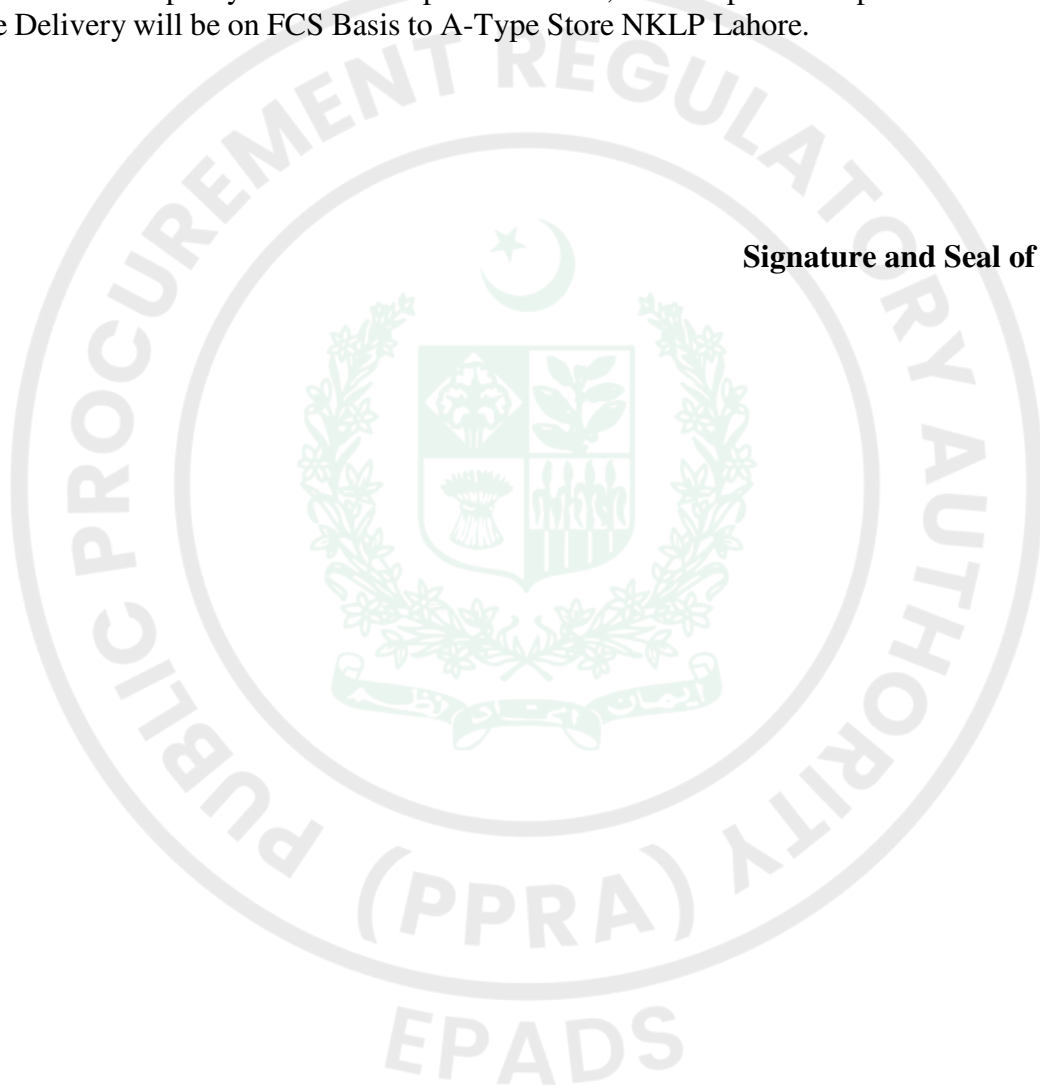 e Delivery will be on FCS Basis to A-Type Store NKLP Lahore.
Signature and Seal of
PUBLIC PROCUREMENT REGULATORY AUTHORITY
(PPRA)
EPADS